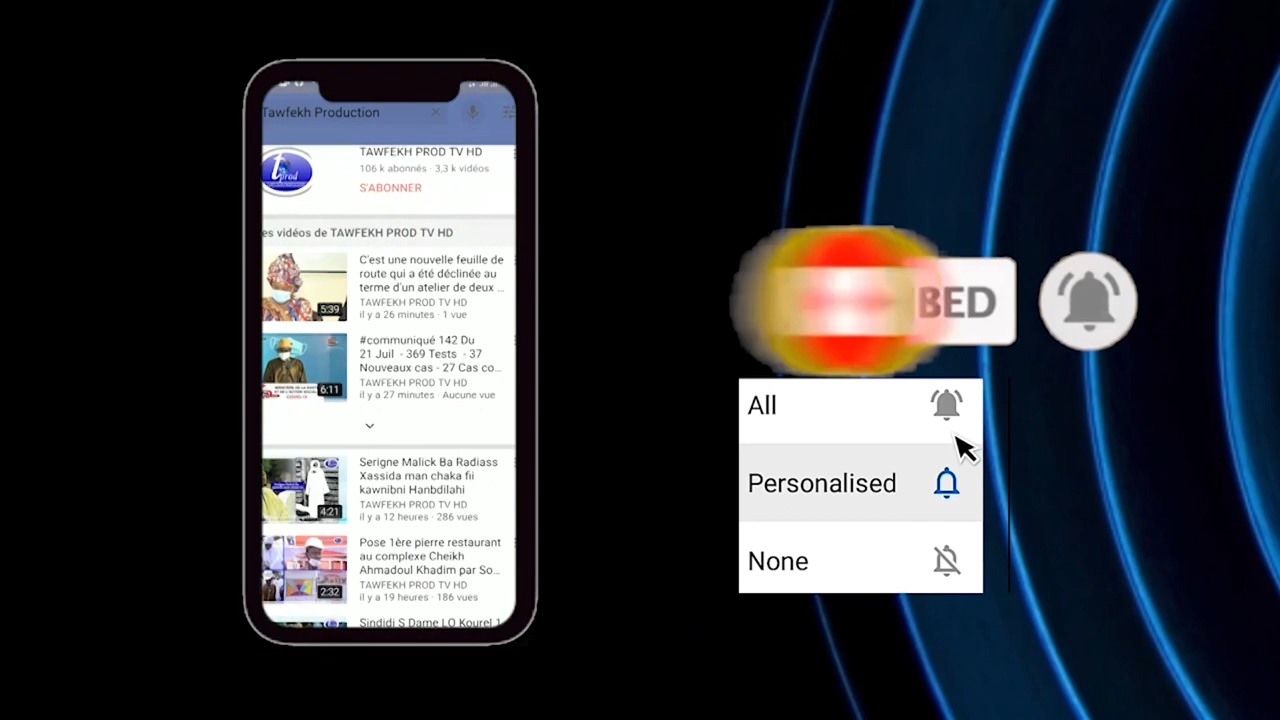 Tawfekh Production
TAWFEKH PROD TV HD
106 k abonnés · 3,3 k vidéos
S'ABONNER
t prod
es vidéos de TAWFEKH PROD TV HD
C'est une nouvelle feuille de
route qui a été déclinée au
terme d'un atelier de deux ...
TAWFEKH PROD TV HD
il y a 26 minutes · 1 vue
5:39
#communiqué 142 Du
21 Juil - 369 Tests - 37
Nouveaux cas - 27 Cas co...
TAWFEKH PROD TV HD
il y a 27 minutes · Aucune vue
6:11
Serigne Malick Ba Radiass
Xassida man chaka fii
kawnibni Hanbdilahi
TAWFEKH PROD TV HD
il y a 12 heures · 286 vues
4:21
Pose 1ère pierre restaurant
au complexe Cheikh
Ahmadoul Khadim par So...
TAWFEKH PROD TV HD
il y a 19 heures · 186 vues
2:32
Sindidi S Dame LO Kourel 1
BED
All
Personalised
None